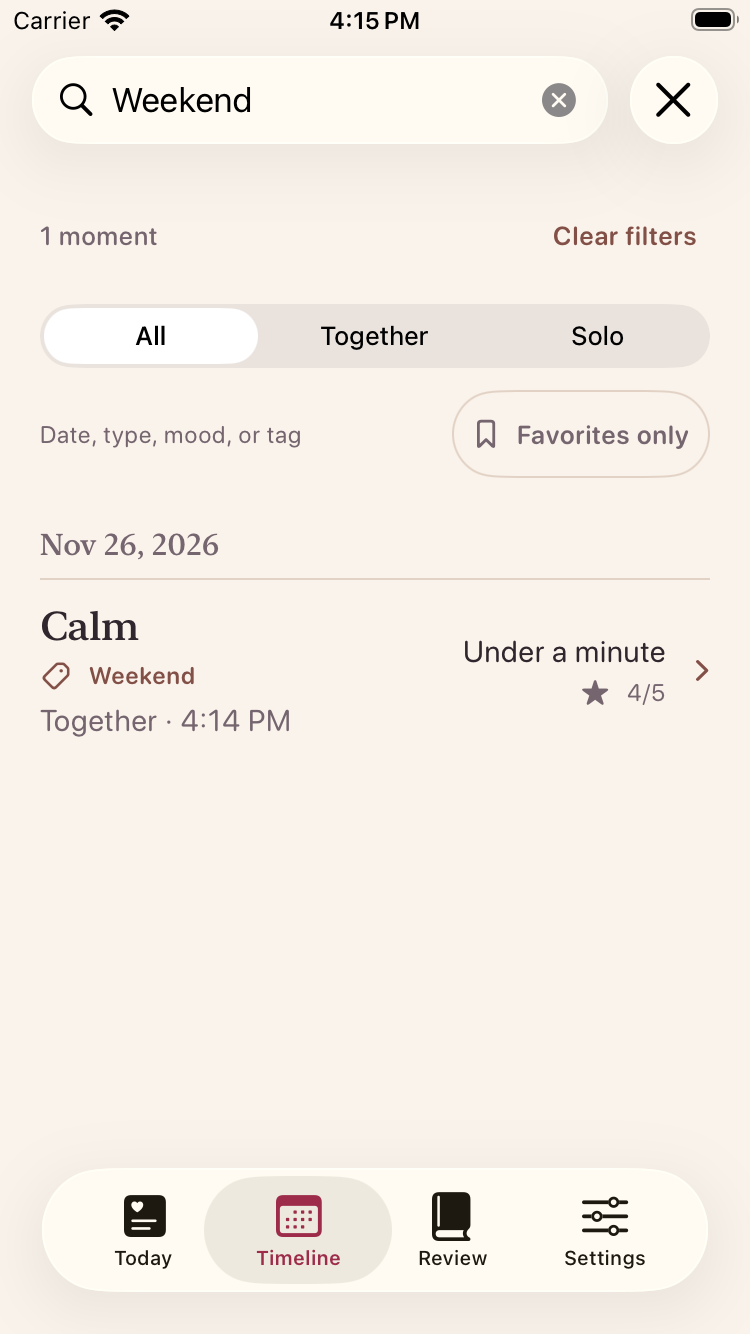 Carrier 4:15 PM
Weekend
1 moment Clear filters
All Together Solo
Date, type, mood, or tag Favorites only
Nov 26, 2026
Calm
Under a minute
Weekend
4/5
Together · 4:14 PM
Today Timeline Review Settings